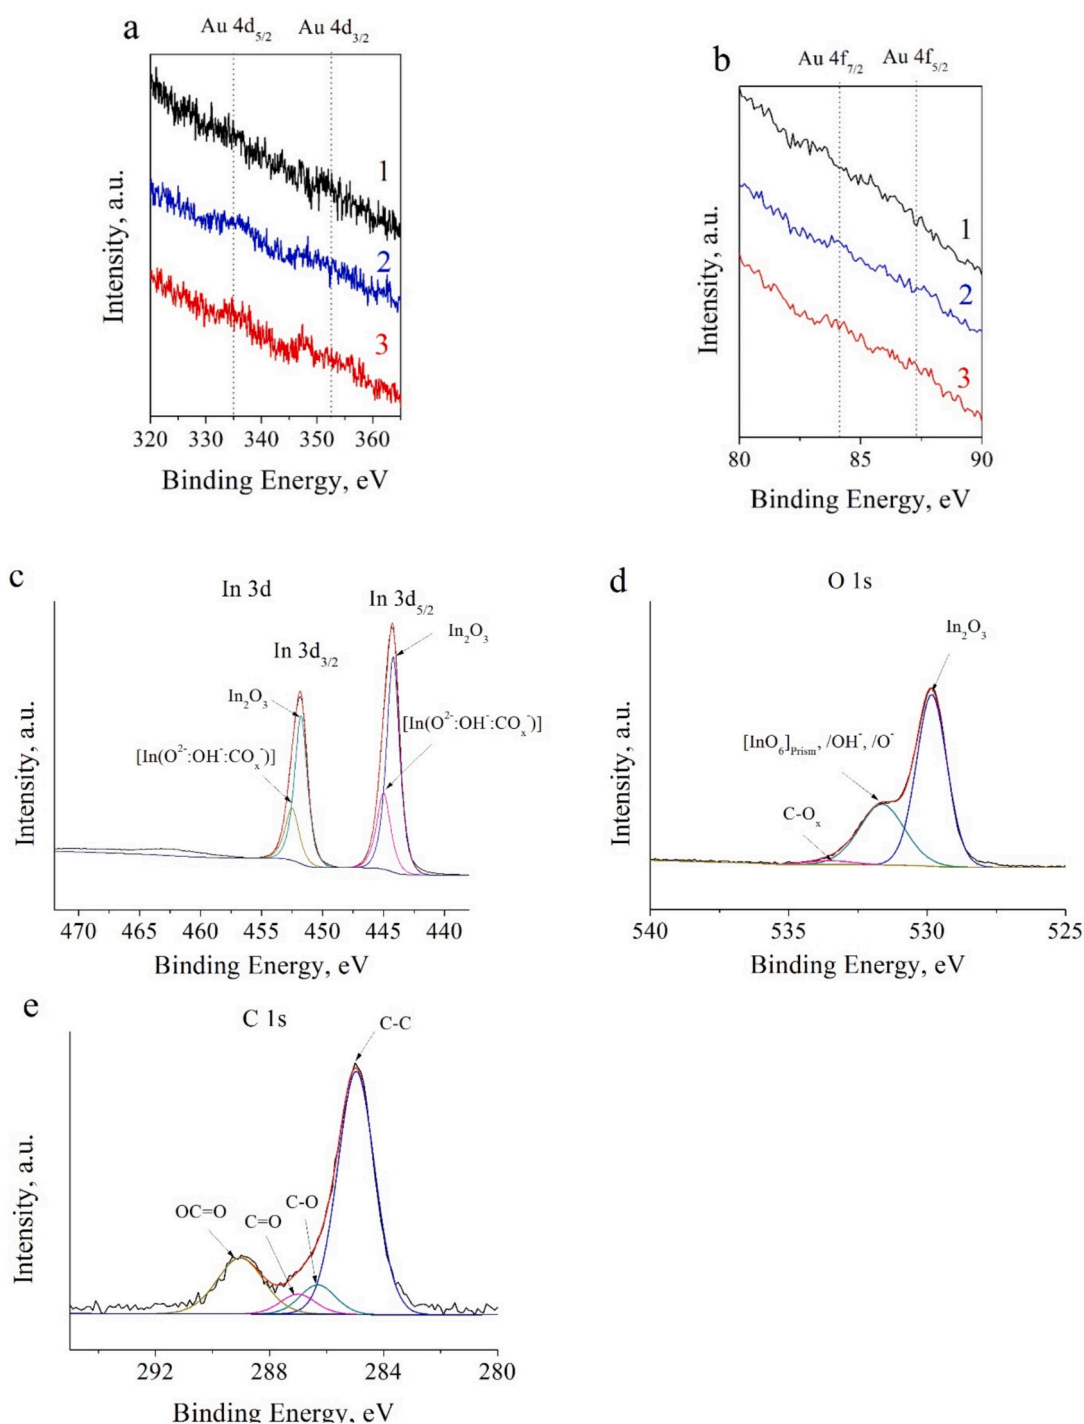 a
Au 4d5/2 Au 4d3/2
Intensity, a.u.
1
2
3
320 330 340 350 360
Binding Energy, eV
b
Au 4f7/2 Au 4f5/2
Intensity, a.u.
1
2
3
80 85 90
Binding Energy, eV
c
In 3d
In 3d5/2
In2O3
In 3d3/2
In2O3
[In(O2-:OH-:COx-)]
[In(O2-:OH-:COx-)]
Intensity, a.u.
470 465 460 455 450 445 440
Binding Energy, eV
d
O 1s
In2O3
[InO6]Prism, /OH-, /O-
C-Ox
Intensity, a.u.
540 535 530 525
Binding Energy, eV
e
C 1s
C-C
C-O
OC=O
C=O
Intensity, a.u.
292 288 284 280
Binding Energy, eV